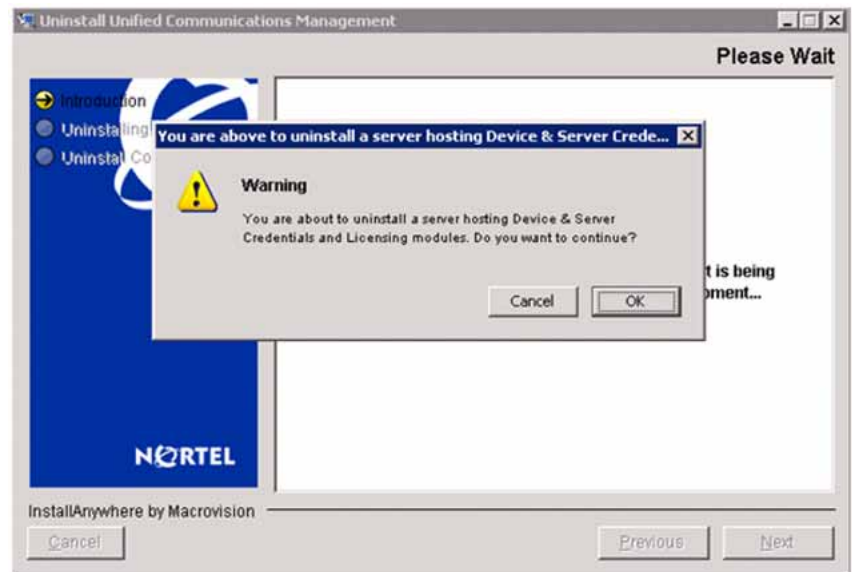 Uninstall Unified Communications Management
Please Wait
Introduction
Uninstalling
Uninstall Co
You are above to uninstall a server hosting Device & Server Crede...
Warning
You are about to uninstall a server hosting Device & Server
Credentials and Licensing modules. Do you want to continue?
t is being
oment...
Cancel
OK
NORTEL
InstallAnywhere by Macrovision
Cancel
Previous
Next